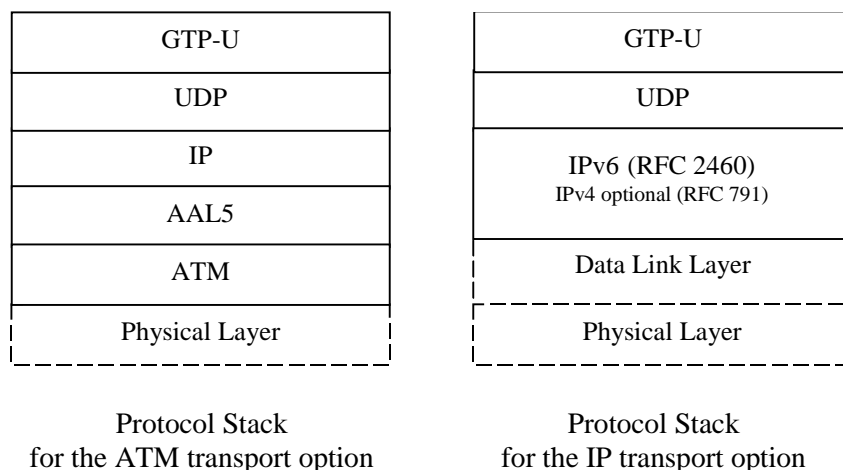 GTP-U
UDP
IP
AAL5
ATM
Physical Layer
Protocol Stack
for the ATM transport option
GTP-U
UDP
IPv6 (RFC 2460)
IPv4 optional (RFC 791)
Data Link Layer
Physical Layer
Protocol Stack
for the IP transport option